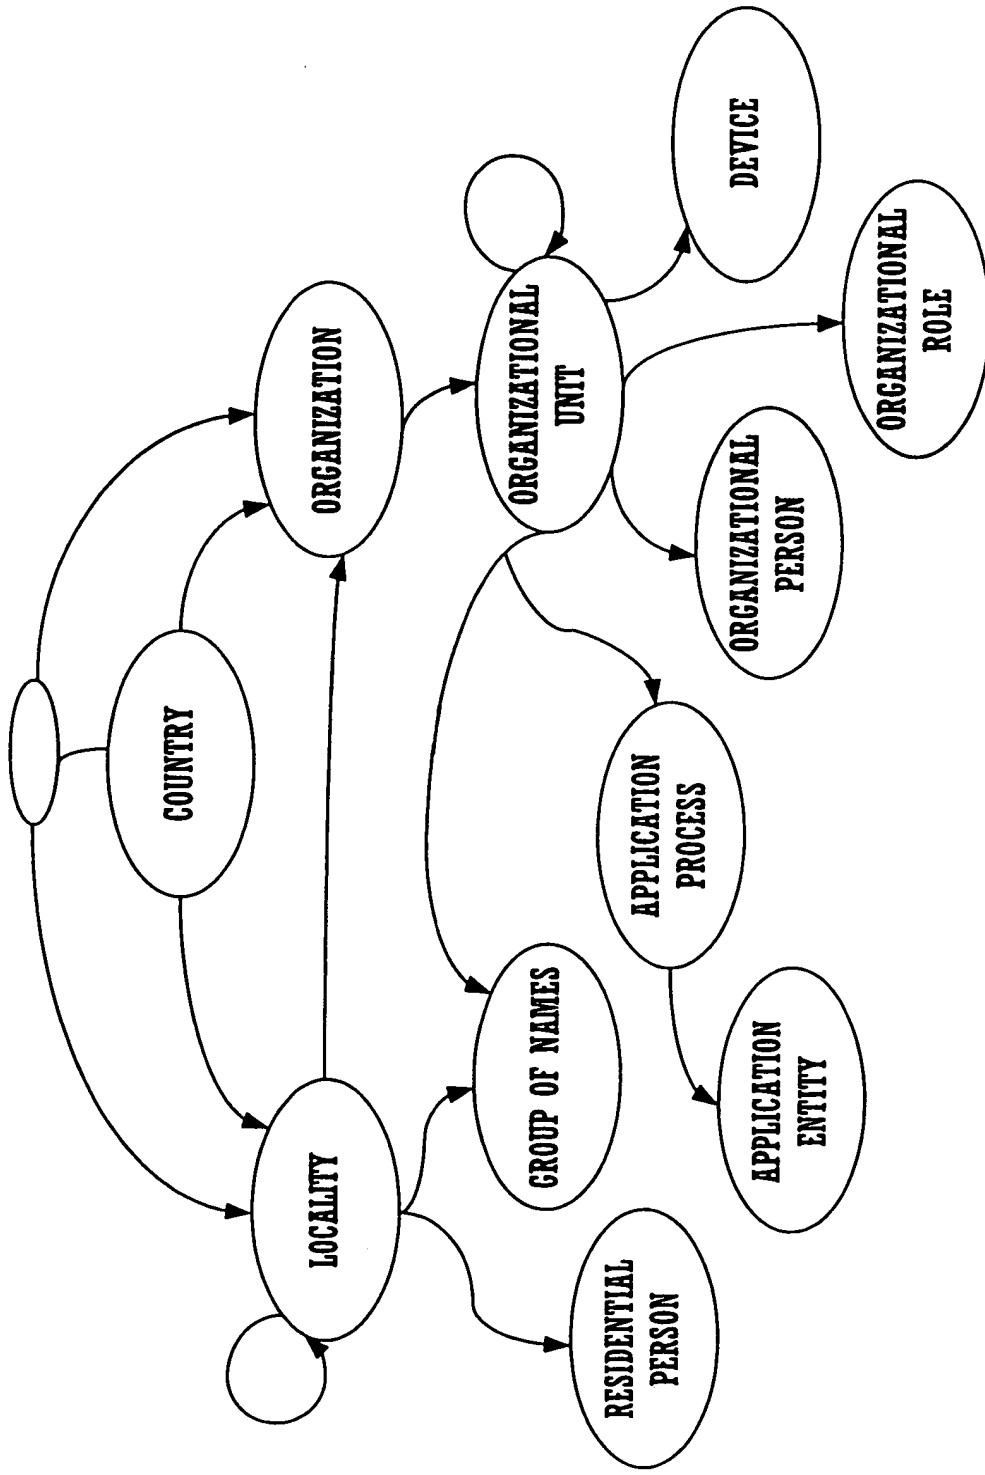 COUNTRY
LOCALITY
ORGANIZATION
GROUP OF NAMES
ORGANIZATIONAL
UNIT
RESIDENTIAL
PERSON
APPLICATION
PROCESS
ORGANIZATIONAL
PERSON
DEVICE
APPLICATION
ENTITY
ORGANIZATIONAL
ROLE